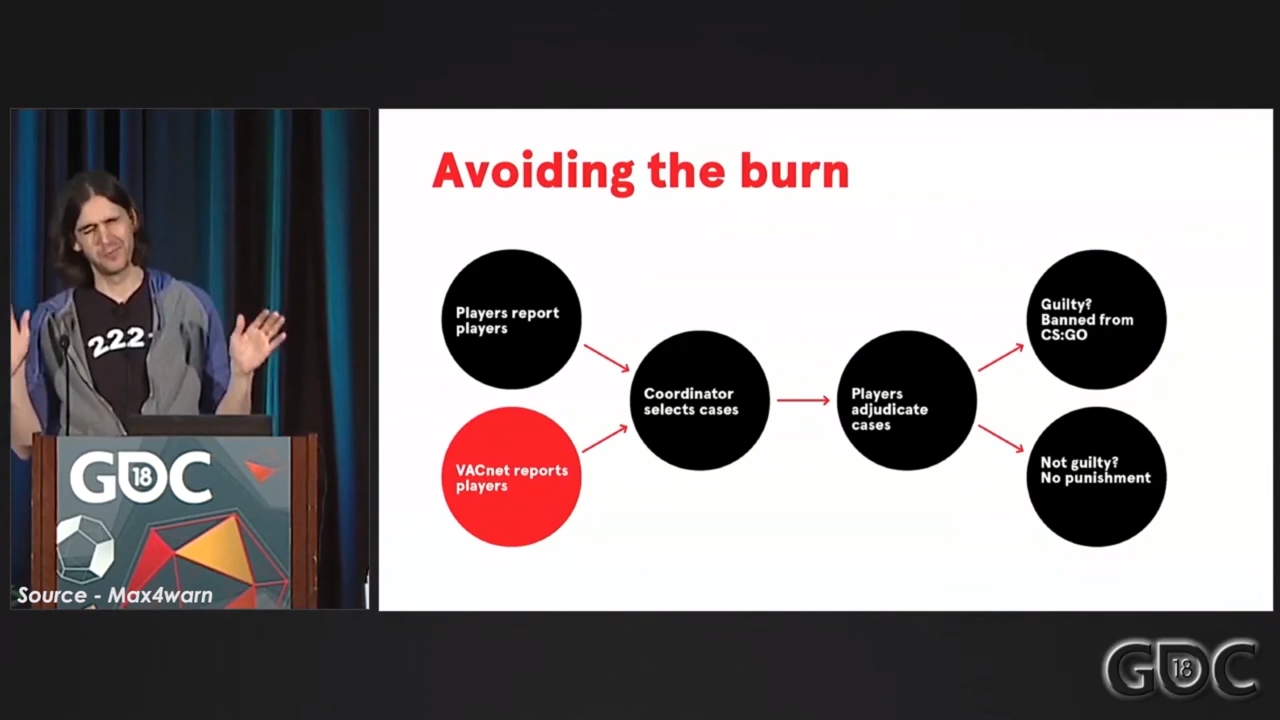 Avoiding the burn
Players report
players
VACnet reports
players
Coordinator
selects cases
Players
adjudicate
cases
Guilty?
Banned from
CS:GO
Not guilty?
No punishment
222
GDC
18
Source - Max4warn
GDC
18